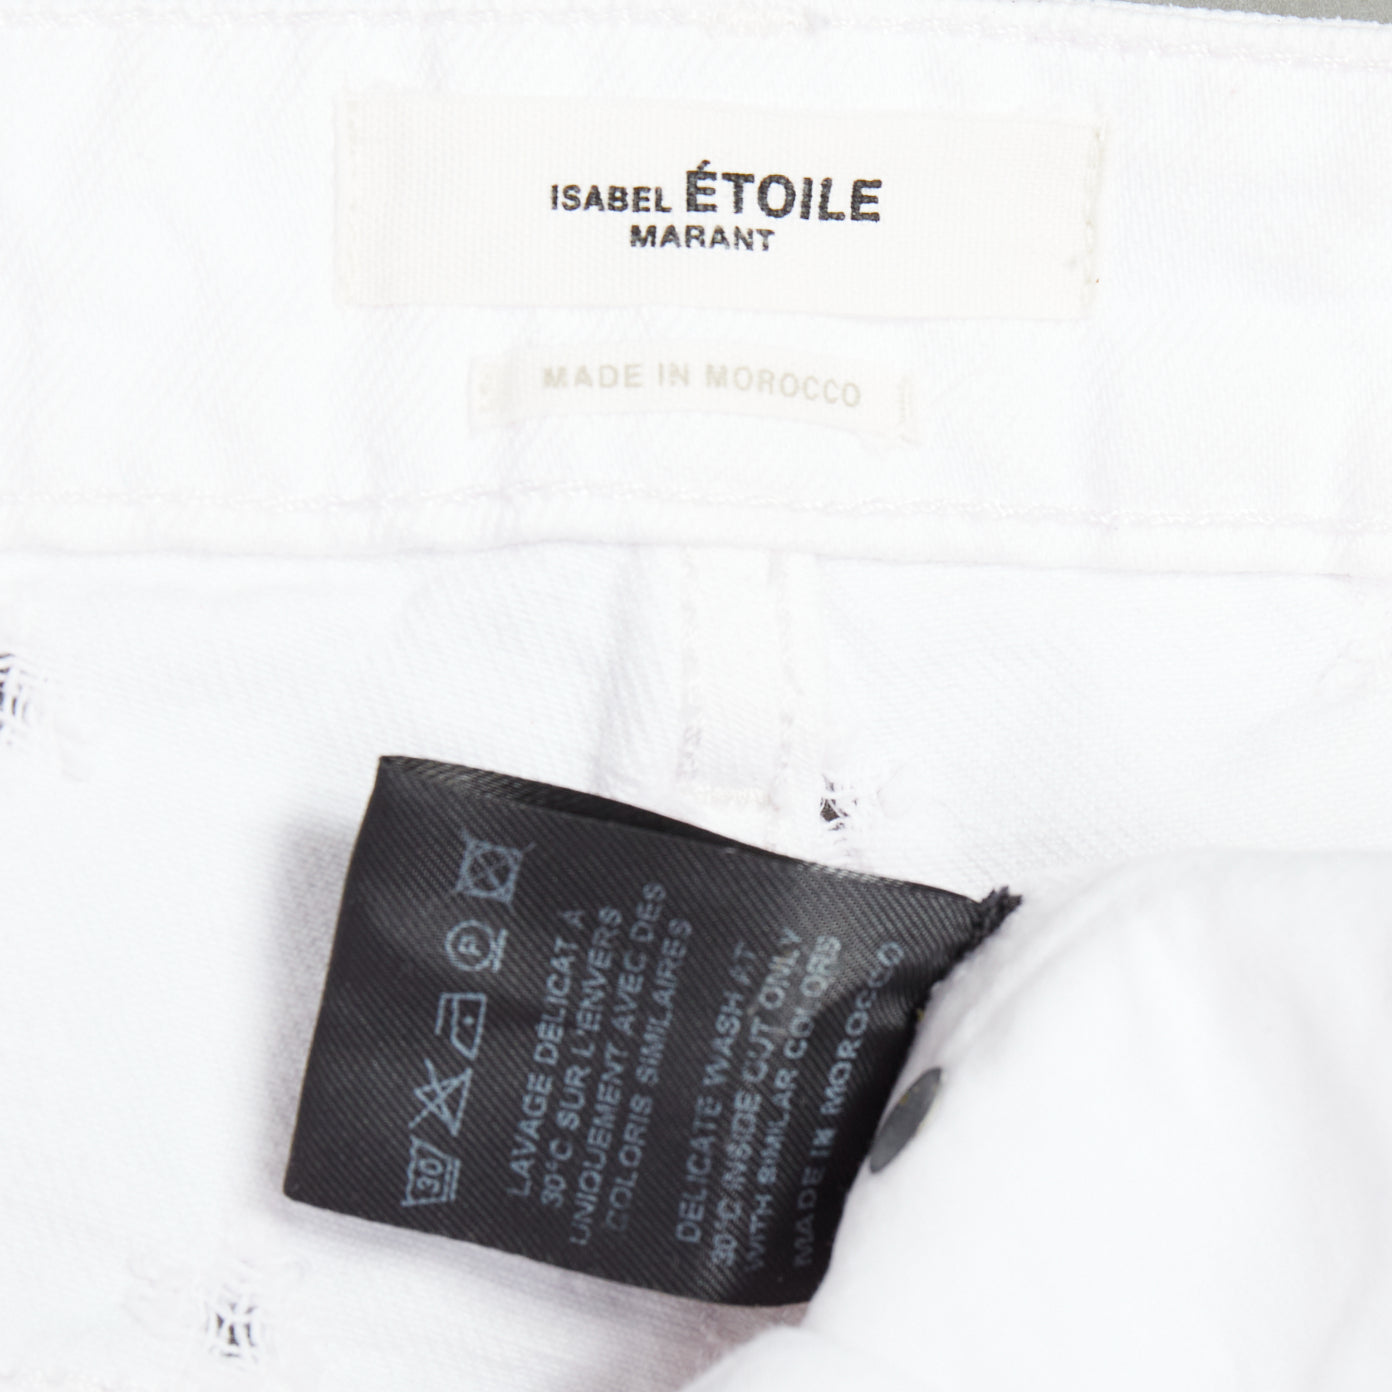 ISABEL ÉTOILE
MARANT
MADE IN MOROCCO
30
P
LAVAGE DÉLICAT À
30°C SUR L'ENVERS
UNIQUEMENT AVEC DES
COLORIS SIMILAIRES
DELICATE WASH AT
30°C INSIDE OUT ONLY
WITH SIMILAR COLORS
MADE IN MOROCCO